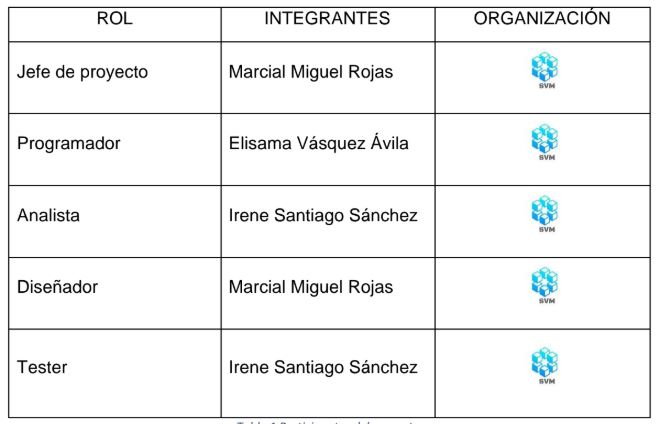 ROL INTEGRANTES ORGANIZACIÓN
Jefe de proyecto Marcial Miguel Rojas SVM
Programador Elisama Vásquez Ávila SVM
Analista Irene Santiago Sánchez SVM
Diseñador Marcial Miguel Rojas SVM
Tester Irene Santiago Sánchez SVM